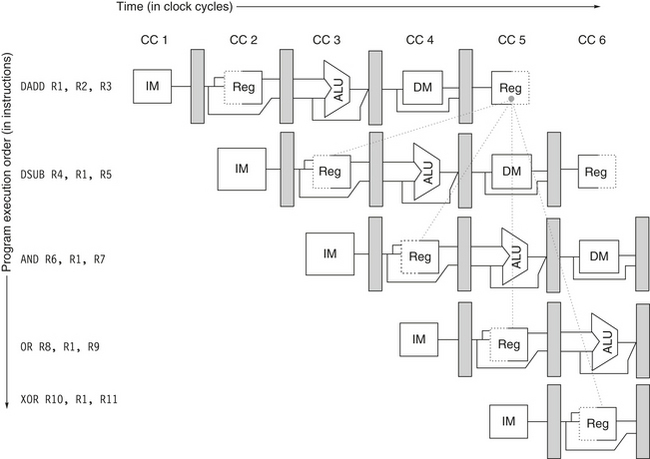 Time (in clock cycles)
CC 1 CC 2 CC 3 CC 4 CC 5 CC 6
Program execution order (in instructions)
DADD R1, R2, R3 IM Reg ALU DM Reg
DSUB R4, R1, R5 IM Reg ALU DM Reg
AND R6, R1, R7 IM Reg ALU DM
OR R8, R1, R9 IM Reg ALU
XOR R10, R1, R11 IM Reg